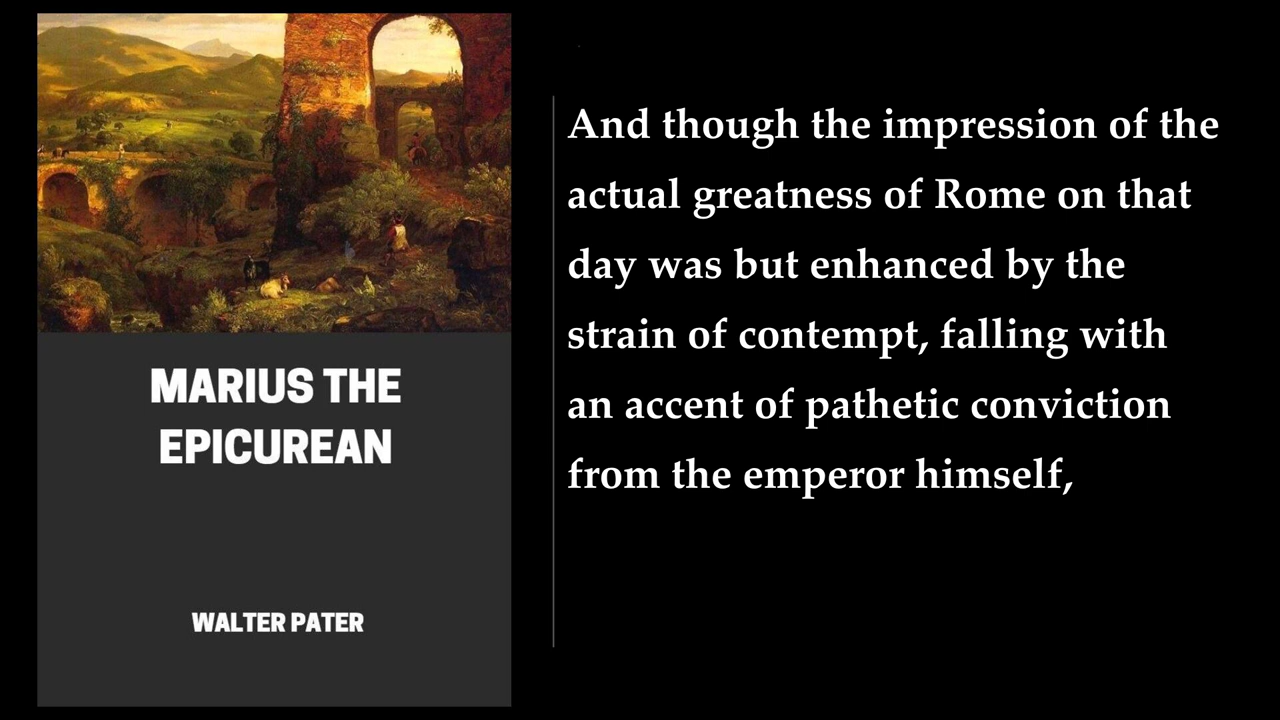 MARIUS THE
EPICUREAN
WALTER PATER
And though the impression of the
actual greatness of Rome on that
day was but enhanced by the
strain of contempt, falling with
an accent of pathetic conviction
from the emperor himself,